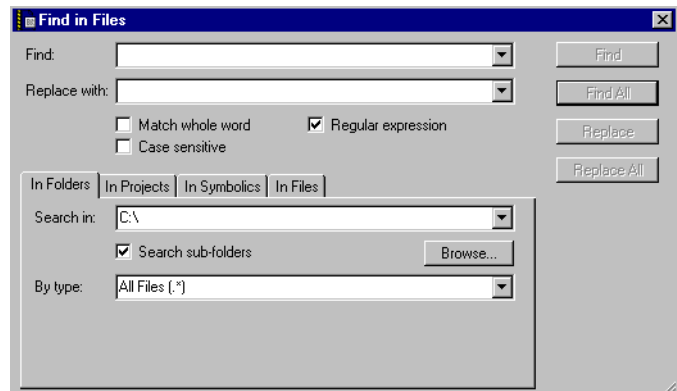 Find in Files
Find:
Find
Replace with:
Find All
Match whole word
Regular expression
Replace
Case sensitive
Replace All
In Folders
In Projects
In Symbolics
In Files
Search in:
C:\
Search sub-folders
Browse...
By type:
All Files (.*)